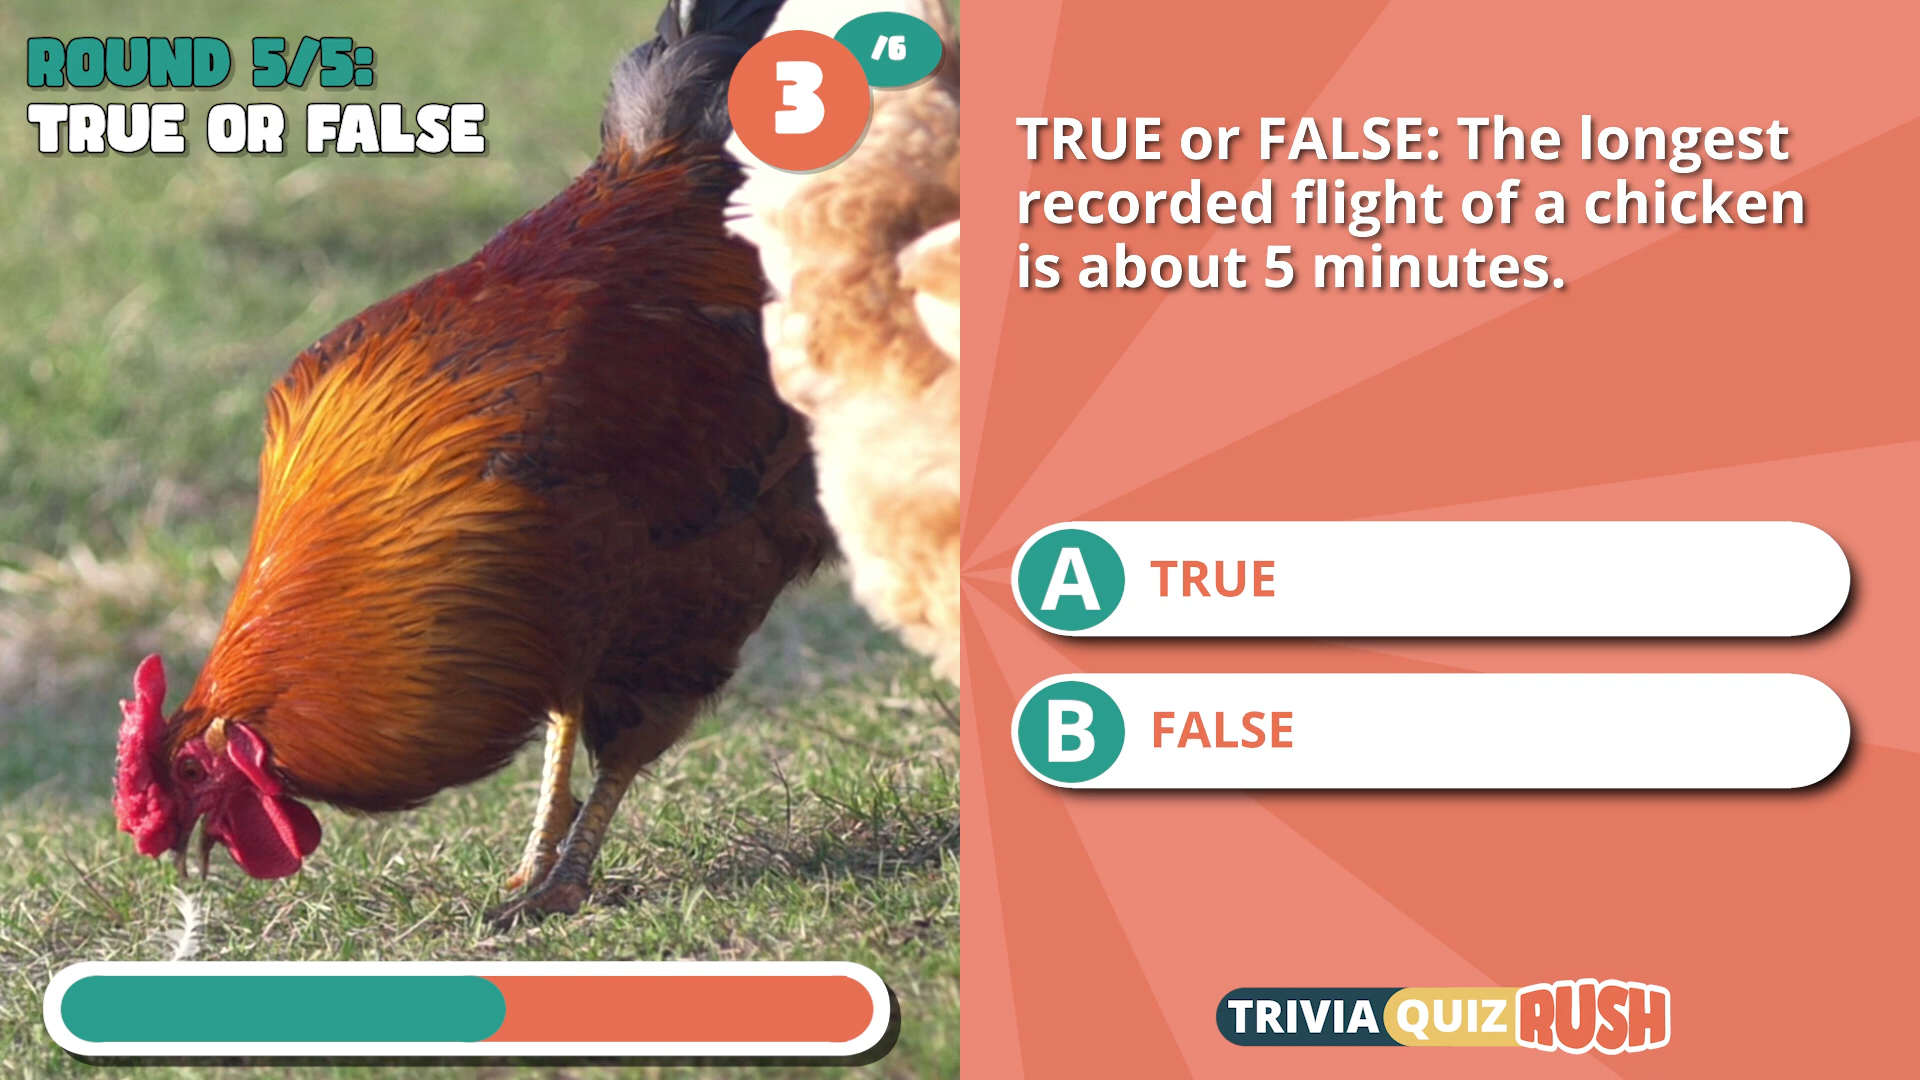 ROUND 5/5:
TRUE OR FALSE
3
/6
TRUE or FALSE: The longest
recorded flight of a chicken
is about 5 minutes.
A TRUE
B FALSE
TRIVIA QUIZ RUSH